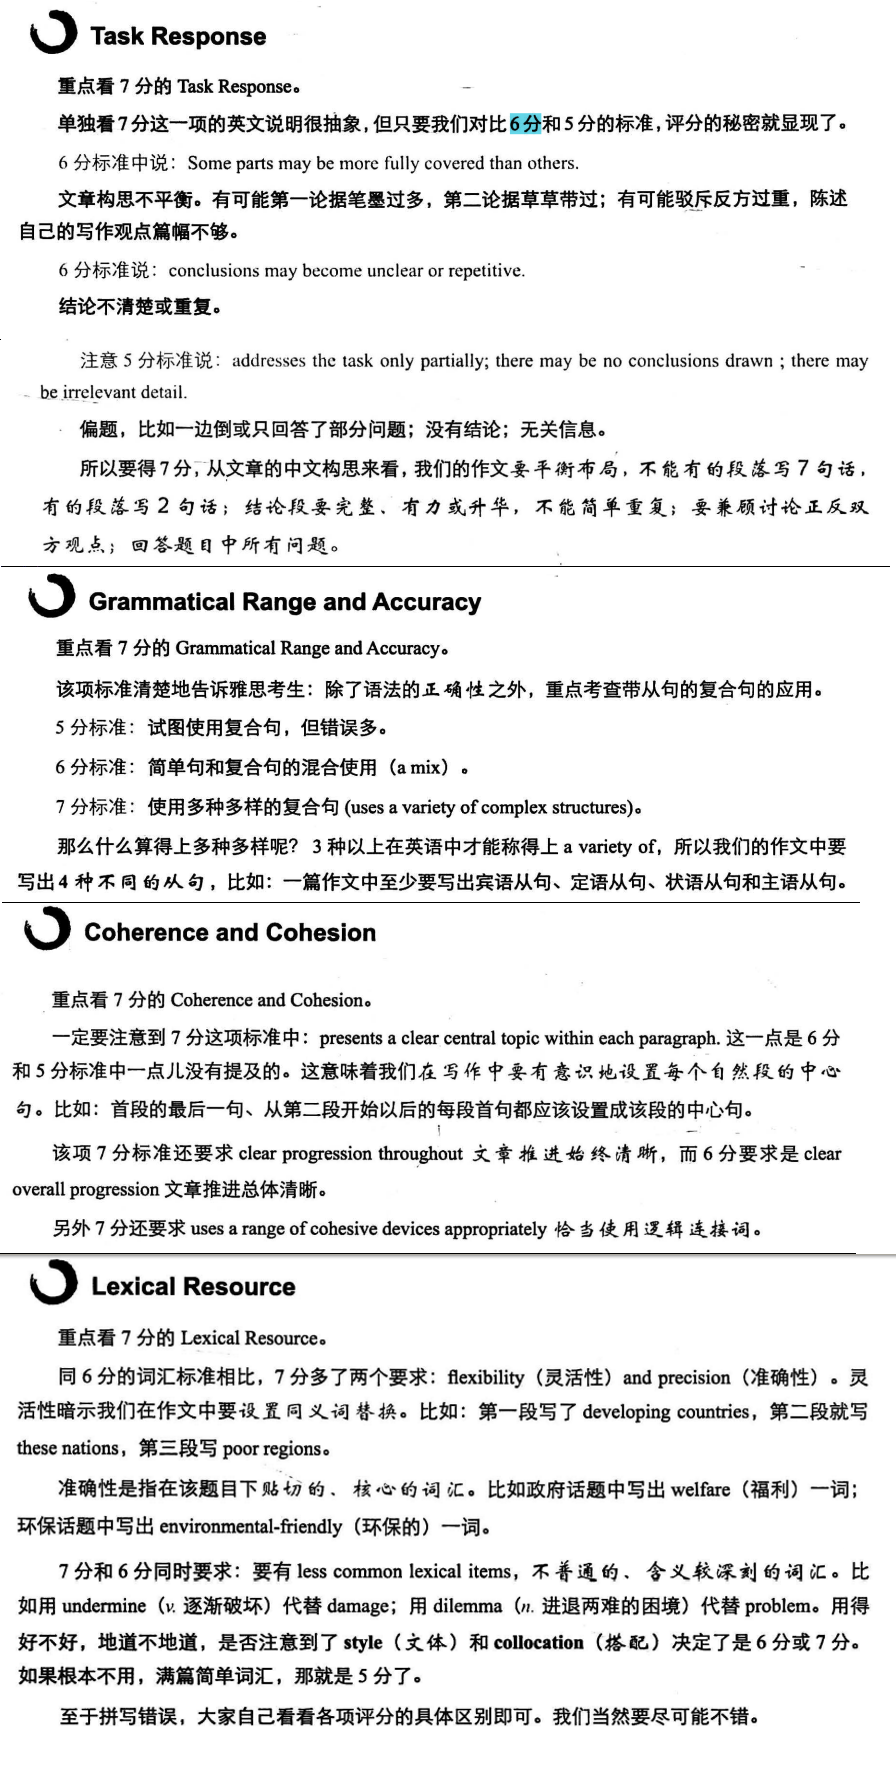 Task Response
重点看 7 分的 Task Response。
单独看7分这一项的英文说明很抽象，但只要我们对比6分和5分的标准，评分的秘密就显现了。
6 分标准中说：Some parts may be more fully covered than others.
文章构思不平衡。有可能第一论据笔墨过多，第二论据草草带过；有可能驳斥反方过重，陈述
自己的写作观点篇幅不够。
6 分标准说：conclusions may become unclear or repetitive.
结论不清楚或重复。
注意 5 分标准说：addresses the task only partially; there may be no conclusions drawn ; there may
be irrelevant detail.
偏题，比如一边倒或只回答了部分问题；没有结论；无关信息。
所以要得7分，从文章的中文构思来看，我们的作文要平衡布局，不能有的段落写7句话，
有的段落写2句话；结论段要完整、有力或升华，不能简单重复；要兼顾讨论正反双
方观点；回答题目中所有问题。
Grammatical Range and Accuracy
重点看 7 分的 Grammatical Range and Accuracy。
该项标准清楚地告诉雅思考生：除了语法的正确性之外，重点考查带从句的复合句的应用。
5 分标准：试图使用复合句，但错误多。
6 分标准：简单句和复合句的混合使用（a mix）。
7 分标准：使用多种多样的复合句 (uses a variety of complex structures)。
那么什么算得上多种多样呢？ 3 种以上在英语中才能称得上 a variety of，所以我们的作文中要
写出4种不同的从句，比如：一篇作文中至少要写出宾语从句、定语从句、状语从句和主语从句。
Coherence and Cohesion
重点看 7 分的 Coherence and Cohesion。
一定要注意到 7 分这项标准中：presents a clear central topic within each paragraph. 这一点是 6 分
和 5 分标准中一点儿没有提及的。这意味着我们在写作中要有意识地设置每个自然段的中心
句。比如：首段的最后一句、从第二段开始以后的每段首句都应该设置成该段的中心句。
该项 7 分标准还要求 clear progression throughout 文章推进始终清晰，而 6 分要求是 clear
overall progression 文章推进总体清晰。
另外 7 分还要求 uses a range of cohesive devices appropriately 恰当使用逻辑连接词。
Lexical Resource
重点看 7 分的 Lexical Resource。
同 6 分的词汇标准相比，7 分多了两个要求：flexibility（灵活性）and precision（准确性）。灵
活性暗示我们在作文中要设置同义词替换。比如：第一段写了 developing countries，第二段就写
these nations，第三段写 poor regions。
准确性是指在该题目下贴切的、核心的词汇。比如政府话题中写出 welfare（福利）一词；
环保话题中写出 environmental-friendly（环保的）一词。
7 分和 6 分同时要求：要有 less common lexical items，不普通的、含义较深刻的词汇。比
如用 undermine（v. 逐渐破坏）代替 damage；用 dilemma（n. 进退两难的困境）代替 problem。用得
好不好，地道不地道，是否注意到了 style（文体）和 collocation（搭配）决定了是 6 分或 7 分。
如果根本不用，满篇简单词汇，那就是 5 分了。
至于拼写错误，大家自己看看各项评分的具体区别即可。我们当然要尽可能不错。